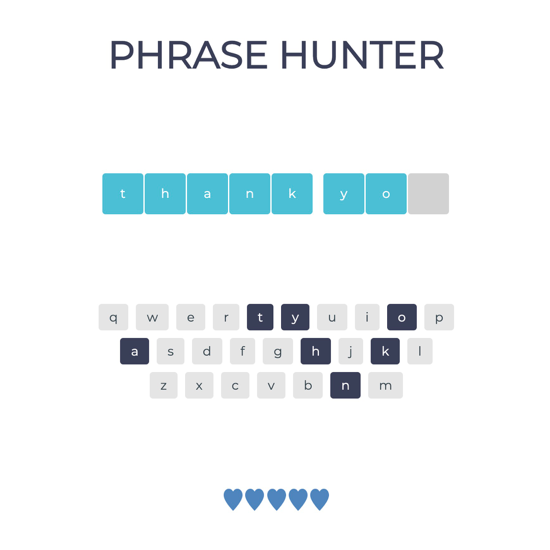 PHRASE HUNTER
t h a n k y o
q w e r t y u i o p
a s d f g h j k l
z x c v b n m